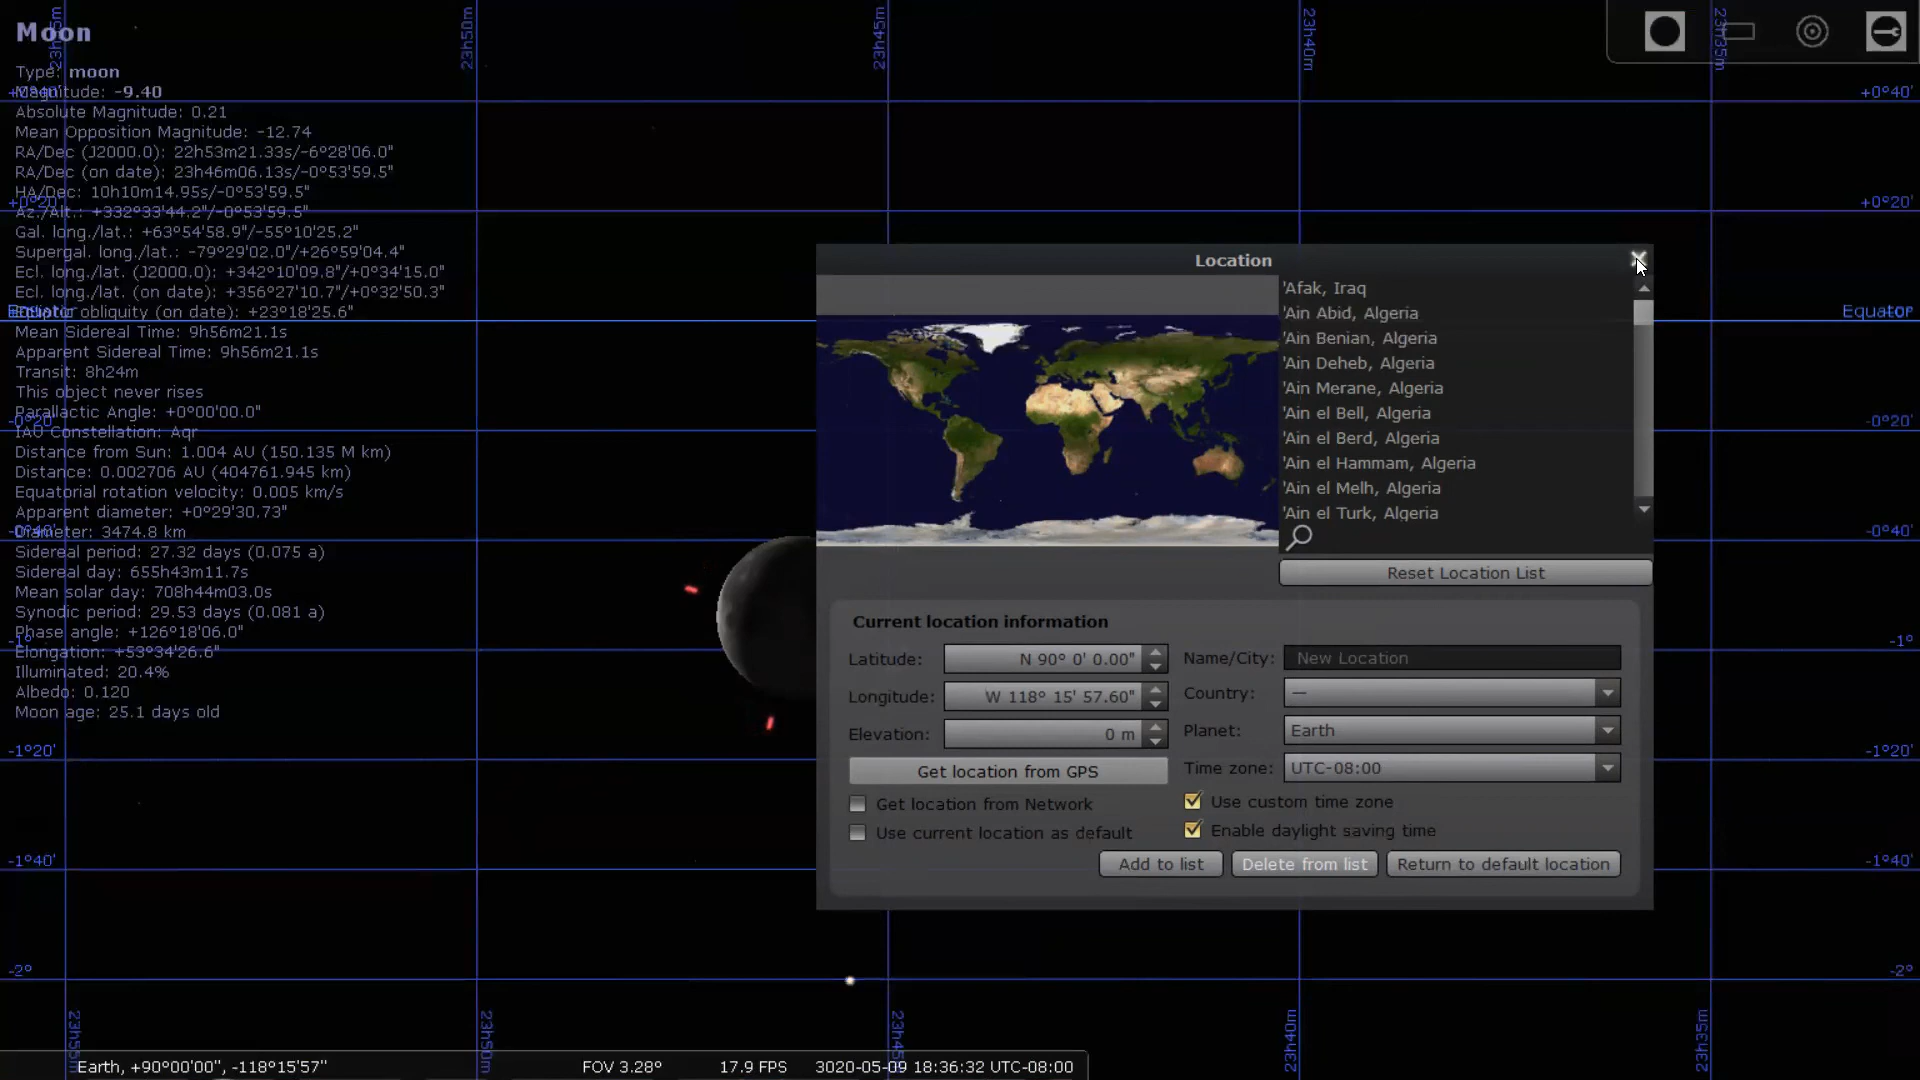 Moon
Type: moon
Magnitude: -9.40
Absolute Magnitude: 0.21
Mean Opposition Magnitude: -12.74
RA/Dec (J2000.0): 22h53m21.33s/-6°28'06.0"
RA/Dec (on date): 23h46m06.13s/-0°53'59.5"
HA/Dec: 10h10m14.95s/-0°53'59.5"
Az./Alt.: +332°33'44.2"/-0°53'59.5"
Gal. long./lat.: +63°54'58.9"/-55°10'25.2"
Supergal. long./lat.: -79°29'02.0"/+26°59'04.4"
Ecl. long./lat. (J2000.0): +342°10'09.8"/+0°34'15.0"
Ecl. long./lat. (on date): +356°27'10.7"/+0°32'50.3"
Ecliptic obliquity (on date): +23°18'25.6"
Mean Sidereal Time: 9h56m21.1s
Apparent Sidereal Time: 9h56m21.1s
Transit: 8h24m
This object never rises
Parallactic Angle: +0°00'00.0"
IAU Constellation: Aqr
Distance from Sun: 1.004 AU (150.135 M km)
Distance: 0.002706 AU (404761.945 km)
Equatorial rotation velocity: 0.005 km/s
Apparent diameter: +0°29'30.73"
Diameter: 3474.8 km
Sidereal period: 27.32 days (0.075 a)
Sidereal day: 655h43m11.7s
Mean solar day: 708h44m03.0s
Synodic period: 29.53 days (0.081 a)
Phase angle: +126°18'06.0"
Elongation: +53°34'26.6"
Illuminated: 20.4%
Albedo: 0.120
Moon age: 25.1 days old
23h50m
23h45m
23h40m
23h35m
+0°40'
+0°20'
Equator
-0°20'
-0°40'
-1°
-1°20'
-1°40'
-2°
-0°20'
-1°20'
-1°40'
-2°
Location
'Afak, Iraq
'Ain Abid, Algeria
'Ain Benian, Algeria
'Ain Deheb, Algeria
'Ain Merane, Algeria
'Ain el Bell, Algeria
'Ain el Berd, Algeria
'Ain el Hammam, Algeria
'Ain el Melh, Algeria
'Ain el Turk, Algeria
Reset Location List
Current location information
Latitude: N 90° 0' 0.00"
Name/City: New Location
Longitude: W 118° 15' 57.60"
Country: —
Elevation: 0 m
Planet: Earth
Get location from GPS
Time zone: UTC-08:00
Get location from Network
Use custom time zone
Use current location as default
Enable daylight saving time
Add to list
Delete from list
Return to default location
23h50m
23h45m
23h40m
23h35m
Earth, +90°00'00", -118°15'57" FOV 3.28° 17.9 FPS 3020-05-09 18:36:32 UTC-08:00